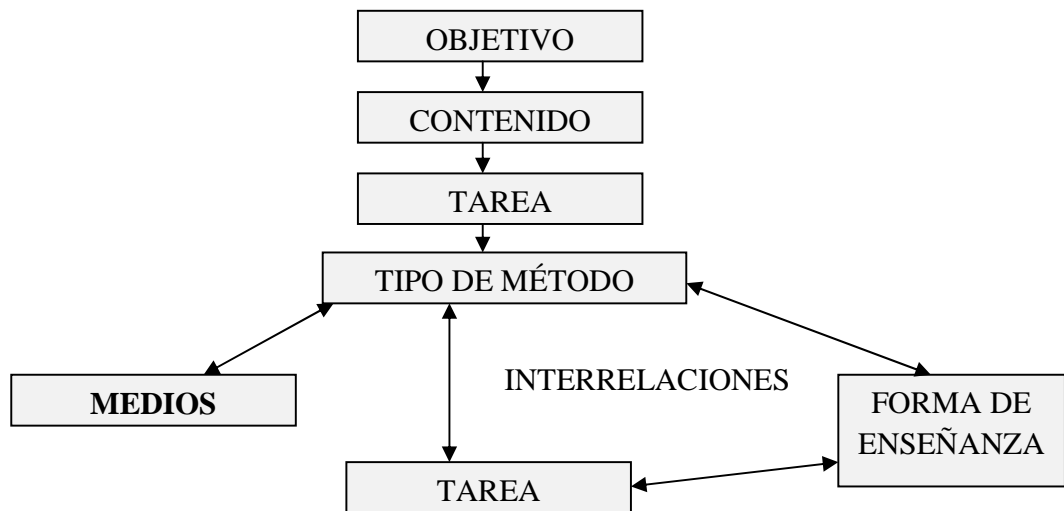 OBJETIVO
CONTENIDO
TAREA
TIPO DE MÉTODO
INTERRELACIONES
MEDIOS
FORMA DE
ENSEÑANZA
TAREA